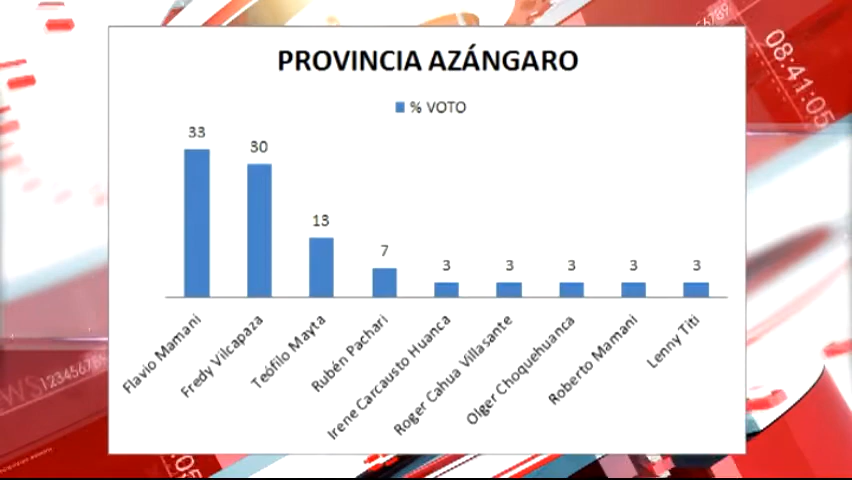 PROVINCIA AZÁNGARO
% VOTO
33
30
13
7
3
3
3
3
3
Flavio Mamani
Fredy Vilcapaza
Teófilo Mayta
Rubén Pachari
Irene Carcausto Huanca
Roger Cahua Villasante
Olger Choquehuanca
Roberto Mamani
Lenny Titi
08:41:05
123456789